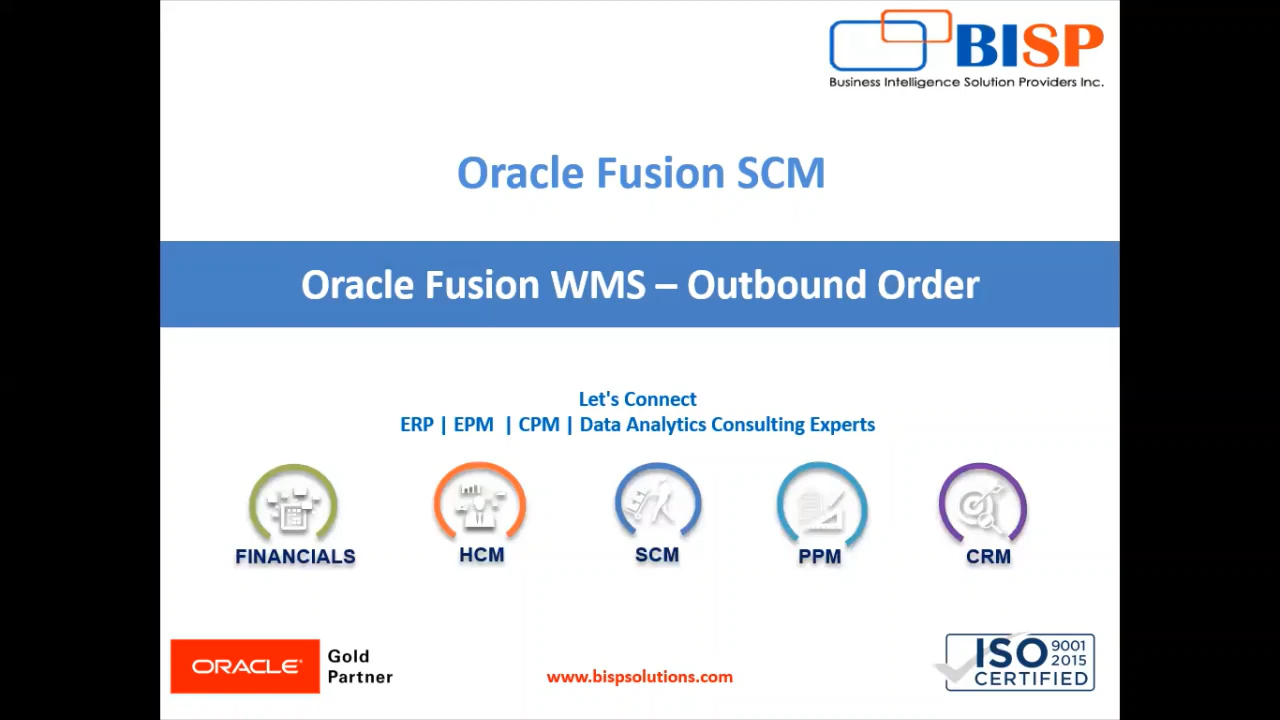 BISP
Business Intelligence Solution Providers Inc.
Oracle Fusion SCM
Oracle Fusion WMS – Outbound Order
Let's Connect
ERP | EPM | CPM | Data Analytics Consulting Experts
FINANCIALS
HCM
SCM
PPM
CRM
ORACLE®
Gold
Partner
www.bispsolutions.com
ISO 9001
2015
CERTIFIED